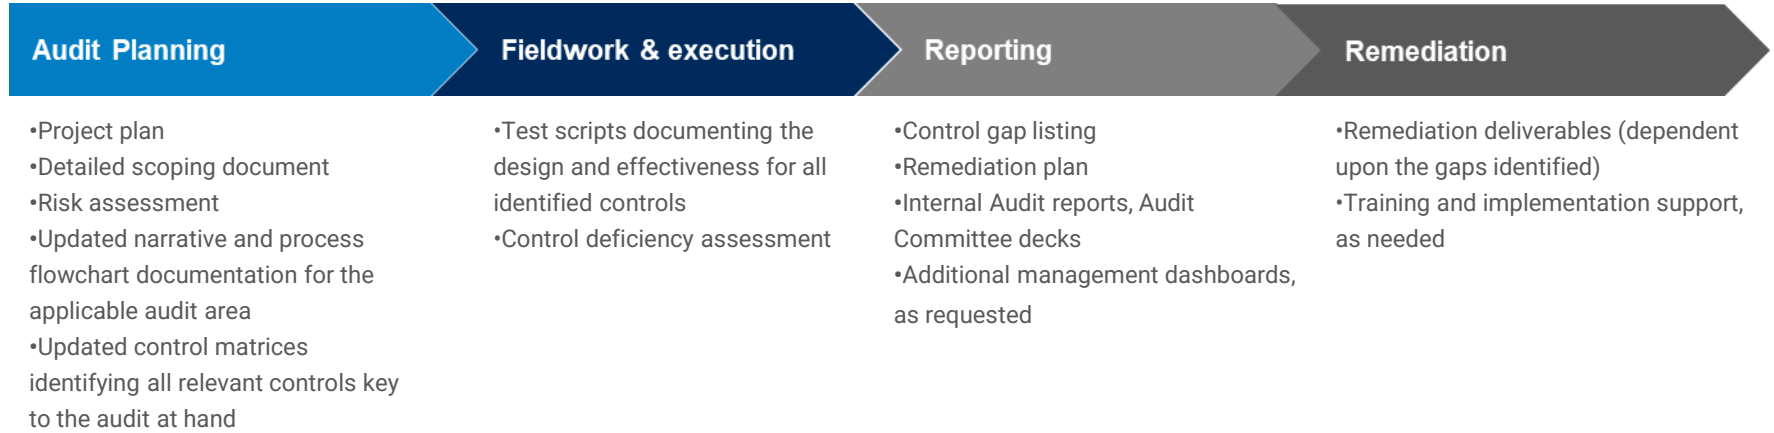 Audit Planning
Fieldwork & execution
Reporting
Remediation
•Project plan
•Detailed scoping document
•Risk assessment
•Updated narrative and process
flowchart documentation for the
applicable audit area
•Updated control matrices
identifying all relevant controls key
to the audit at hand
•Test scripts documenting the
design and effectiveness for all
identified controls
•Control deficiency assessment
•Control gap listing
•Remediation plan
•Internal Audit reports, Audit
Committee decks
•Additional management dashboards,
as requested
•Remediation deliverables (dependent
upon the gaps identified)
•Training and implementation support,
as needed